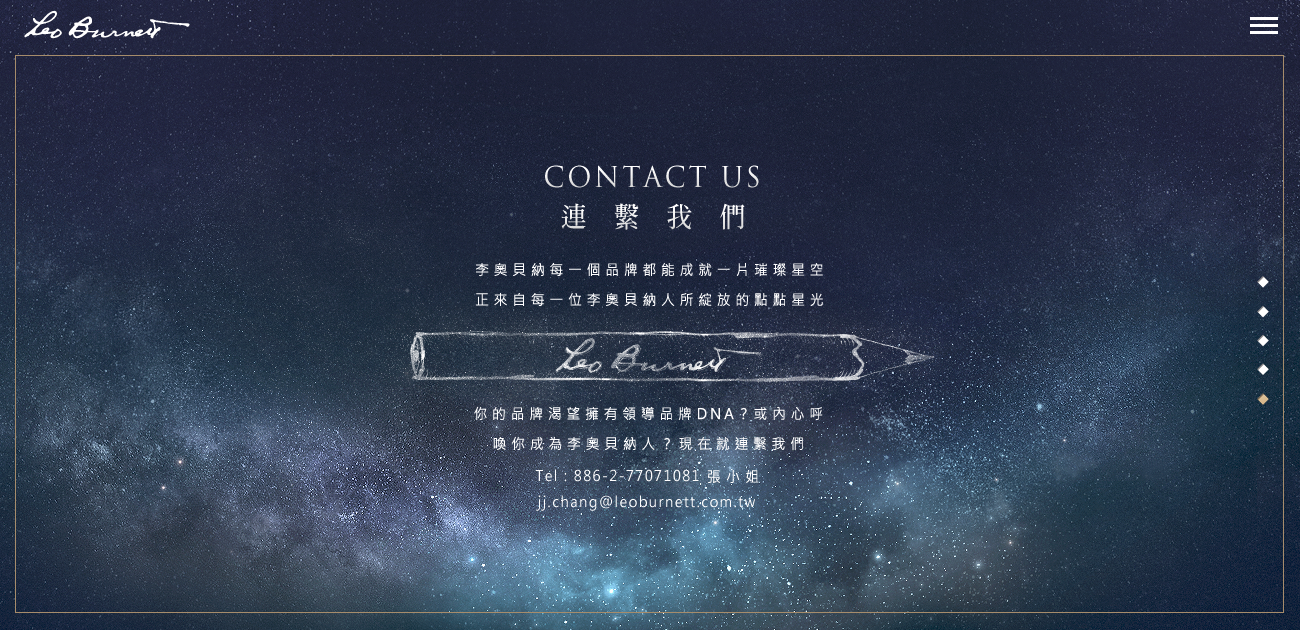 Leo Burnett
CONTACT US
連繫我們
李奧貝納每一個品牌都能成就一片璀璨星空
正來自每一位李奧貝納人所綻放的點點星光
Leo Burnett
你的品牌渴望擁有領導品牌DNA？或內心呼
喚你成為李奧貝納人？現在就連繫我們
Tel : 886-2-77071081 張小姐
jj.chang@leoburnett.com.tw